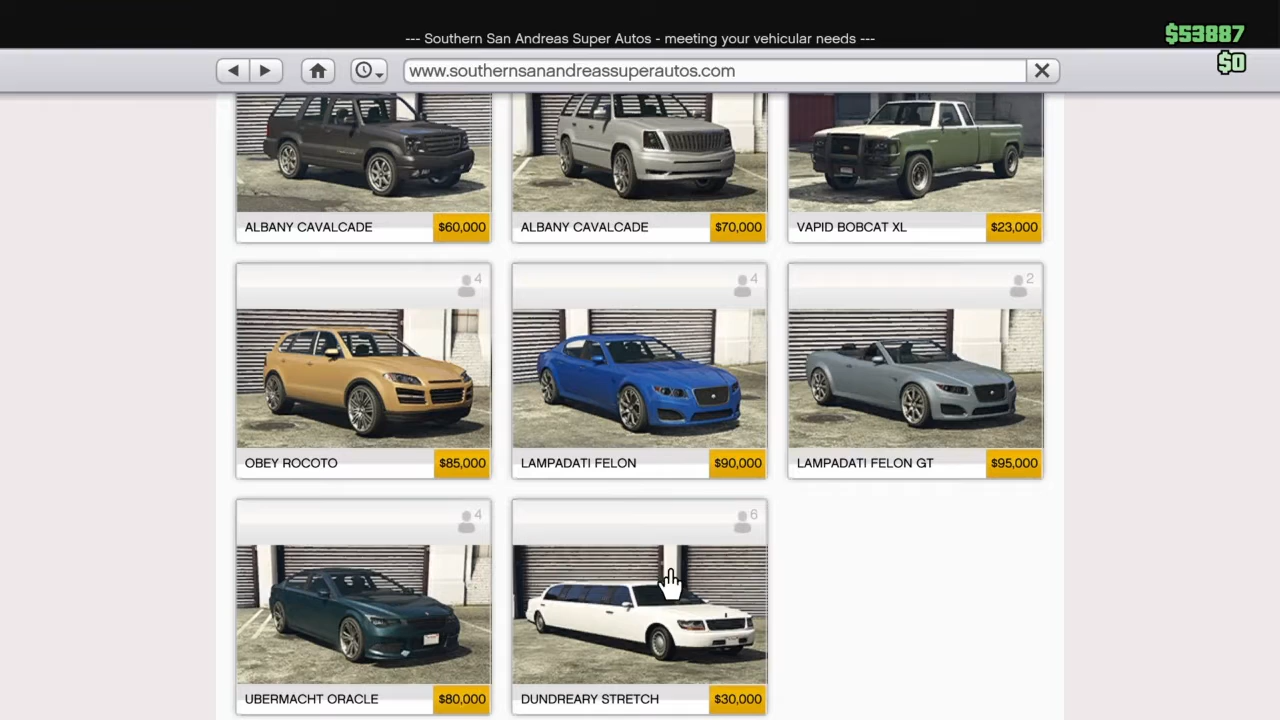 --- Southern San Andreas Super Autos - meeting your vehicular needs ---
$53887
$0
www.southernsanandreassuperautos.com
ALBANY CAVALCADE $60,000
ALBANY CAVALCADE $70,000
VAPID BOBCAT XL $23,000
4
4
2
OBEY ROCOTO $85,000
LAMPADATI FELON $90,000
LAMPADATI FELON GT $95,000
4
6
UBERMACHT ORACLE $80,000
DUNDREARY STRETCH $30,000